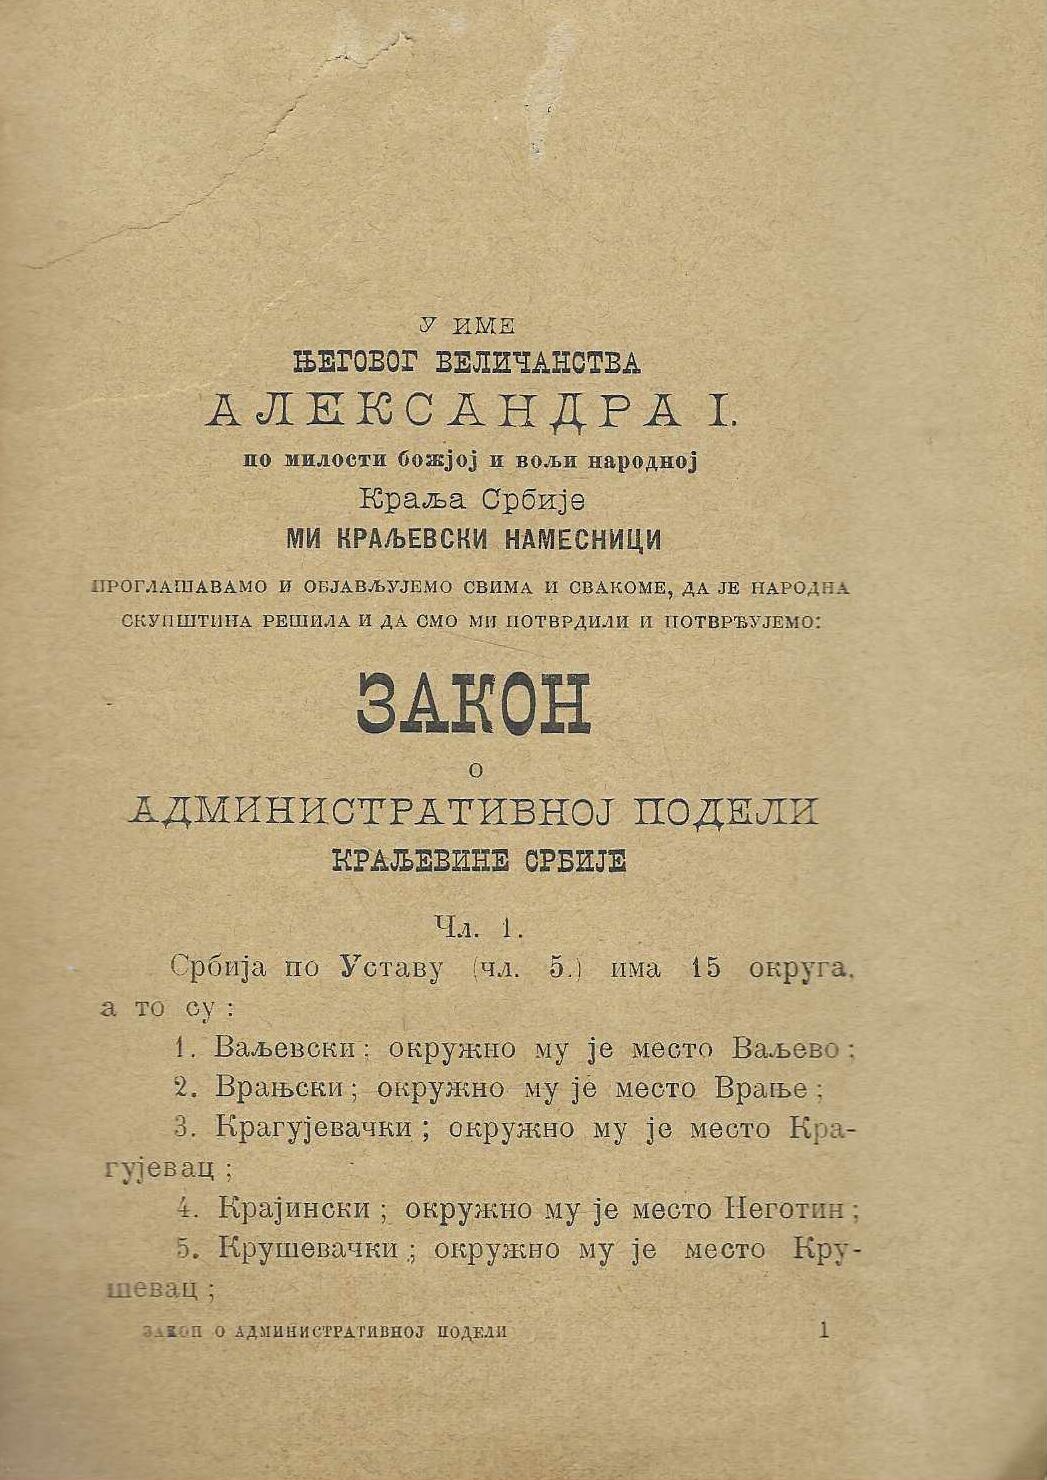 У ИМЕ
ЊЕГОВОГ ВЕЛИЧАНСТВА
АЛЕКСАНДРА I.
по милости божјој и вољи народној
Краља Србије
МИ КРАЉЕВСКИ НАМЕСНИЦИ
ПРОГЛАШАВАМО И ОБЈАВЉУЈЕМО СВИМА И СВАКОМЕ, ДА ЈЕ НАРОДНА
СКУПШТИНА РЕШИЛА И ДА СМО МИ ПОТВРДИЛИ И ПОТВРЂУЈЕМО:
ЗАКОН
О
АДМИНИСТРАТИВНОЈ ПОДЕЛИ
КРАЉЕВИНЕ СРБИЈЕ
Чл. 1.
Србија по Уставу (чл. 5.) има 15 округа,
а то су :
1. Ваљевски ; окружно му је место Ваљево ;
2. Врањски ; окружно му је место Врање ;
3. Крагујевачки ; окружно му је место Кра-
гујевац ;
4. Крајински ; окружно му је место Неготин ;
5. Крушевачки ; окружно му је место Кру-
шевац ;
ЗАКОН О АДМИНИСТРАТИВНОЈ ПОДЕЛИ 1